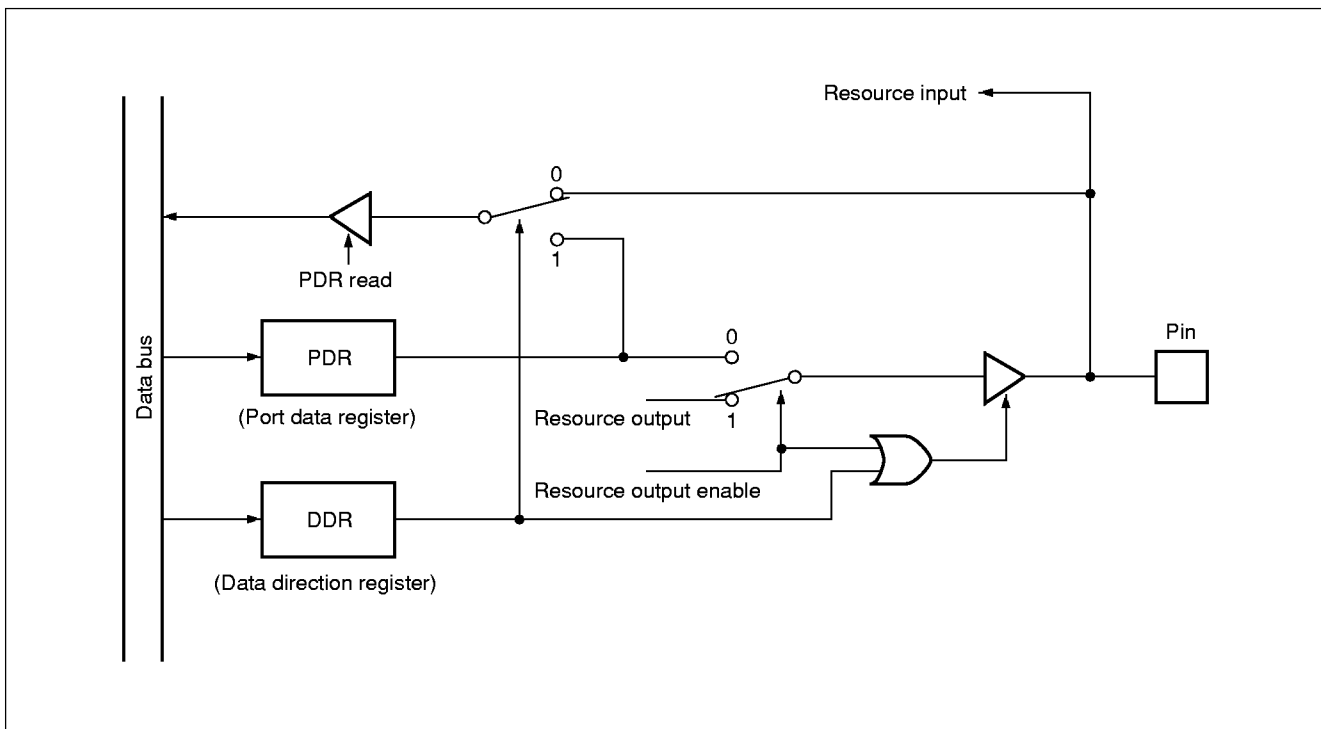 Resource input
0
1
PDR read
Data bus
PDR
(Port data register)
0
1
Pin
Resource output
Resource output enable
DDR
(Data direction register)